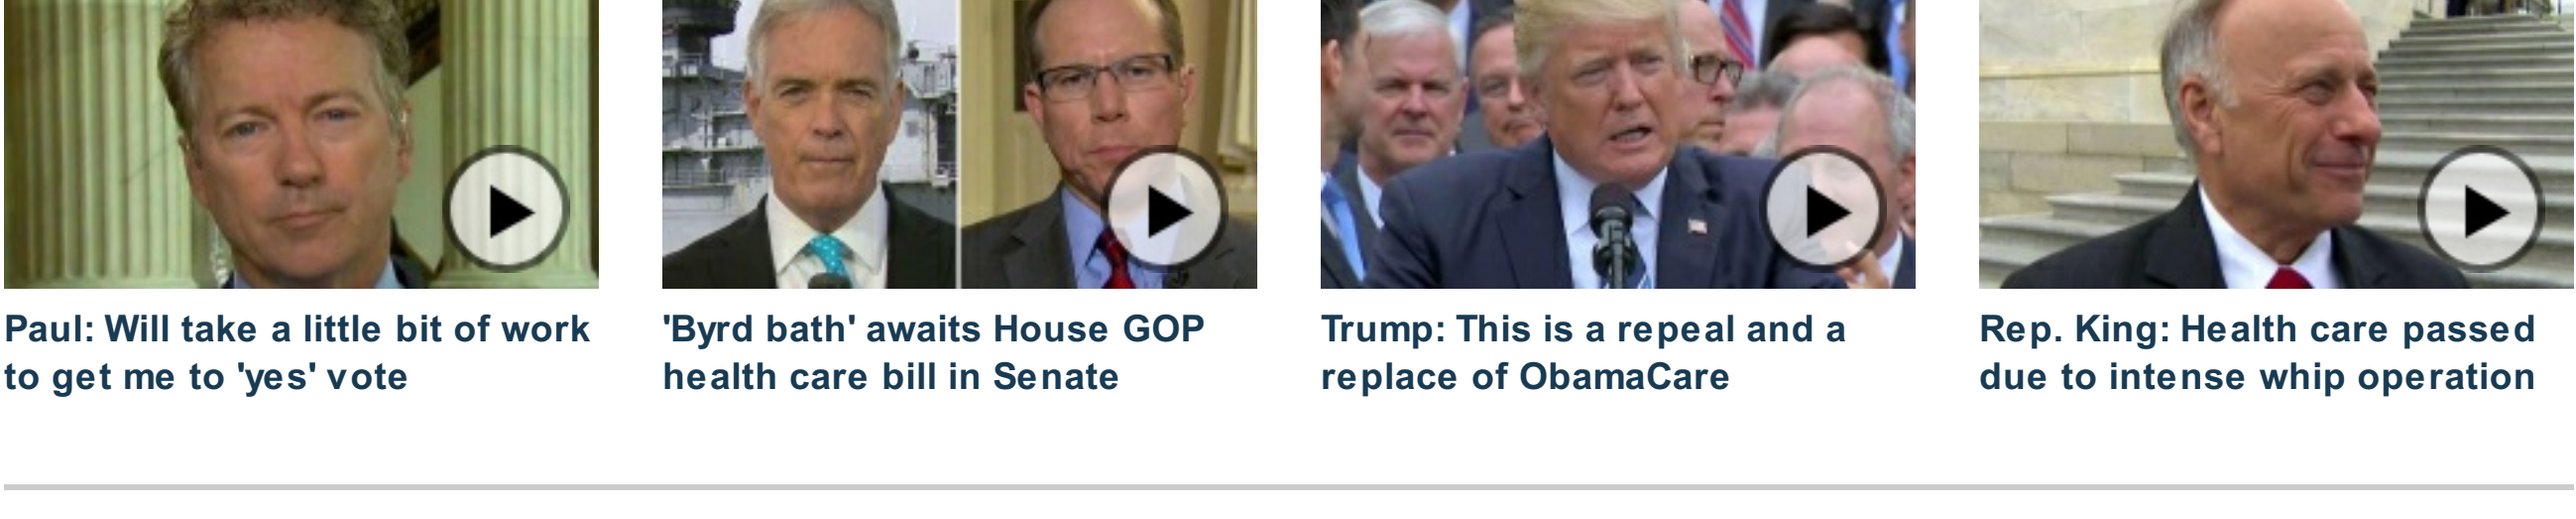 Paul: Will take a little bit of work
to get me to 'yes' vote
'Byrd bath' awaits House GOP
health care bill in Senate
Trump: This is a repeal and a
replace of ObamaCare
Rep. King: Health care passed
due to intense whip operation